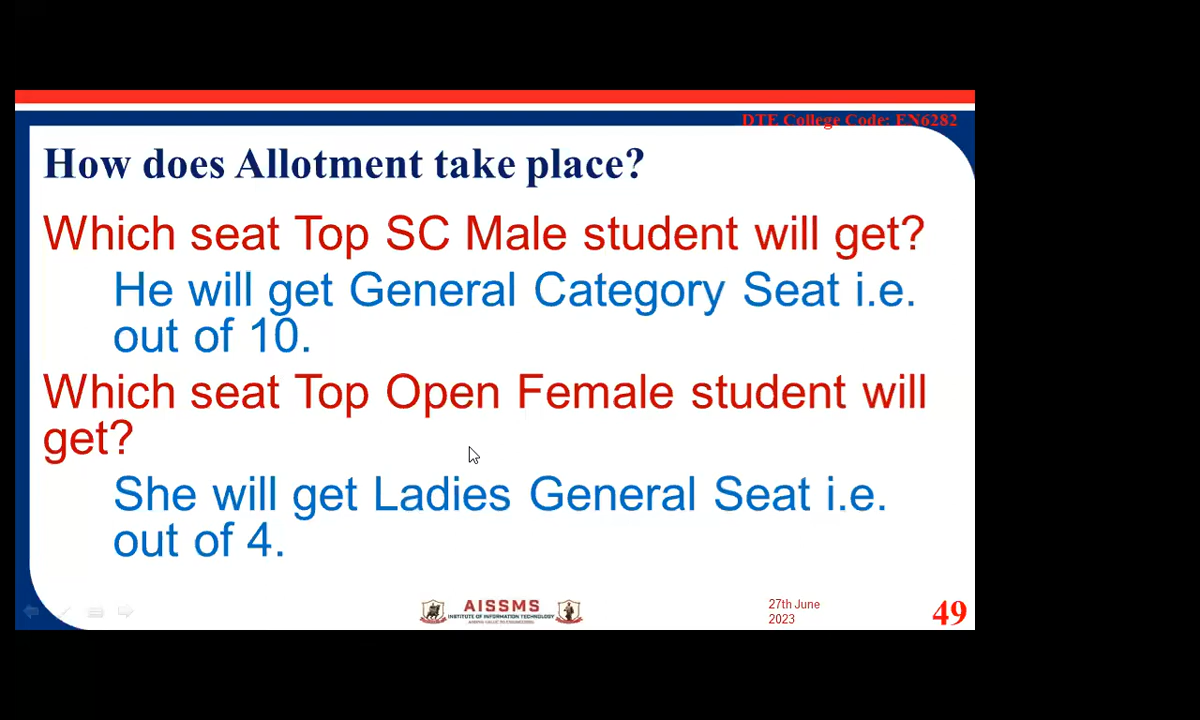 DTE College Code: EN6282
How does Allotment take place?
Which seat Top SC Male student will get?
He will get General Category Seat i.e.
out of 10.
Which seat Top Open Female student will
get?
She will get Ladies General Seat i.e.
out of 4.
AISSMS
INSTITUTE OF INFORMATION TECHNOLOGY
27th June
2023
49